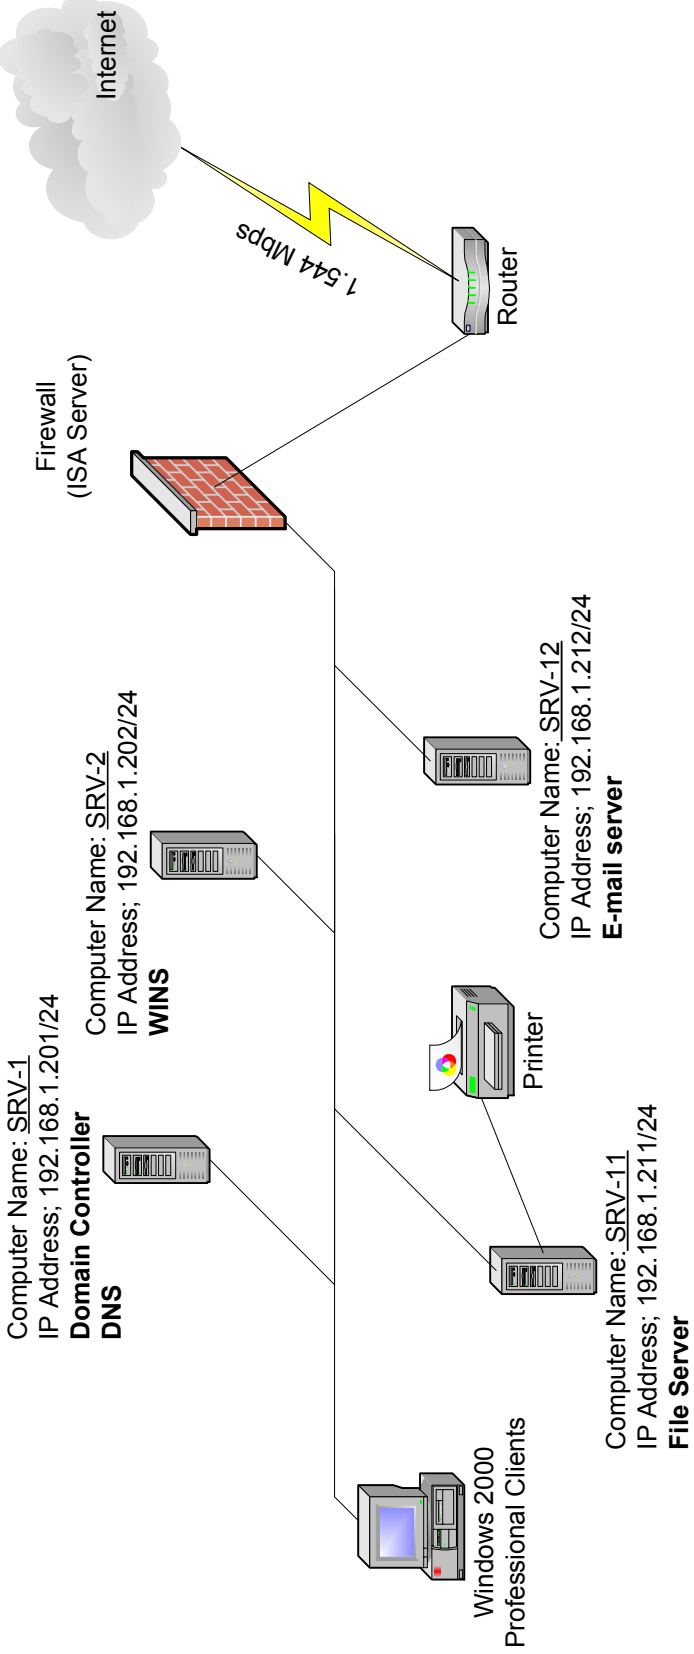 Computer Name: SRV-1
IP Address; 192.168.1.201/24
Domain Controller
DNS
Computer Name: SRV-2
IP Address; 192.168.1.202/24
WINS
Firewall
(ISA Server)
Internet
1.544 Mbps
Router
Windows 2000
Professional Clients
Computer Name: SRV-11
IP Address; 192.168.1.211/24
File Server
Printer
Computer Name: SRV-12
IP Address; 192.168.1.212/24
E-mail server